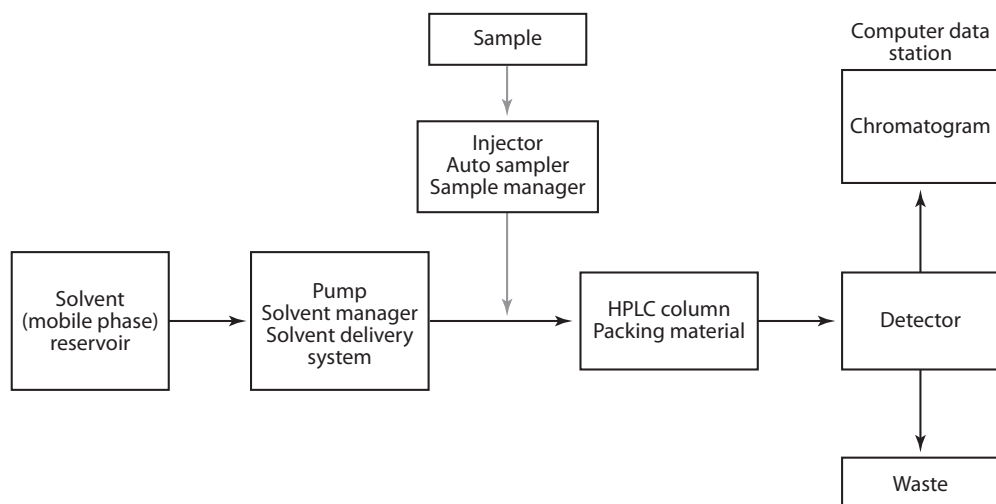 Sample
Computer data
station
Chromatogram
Injector
Auto sampler
Sample manager
Solvent
(mobile phase)
reservoir
Pump
Solvent manager
Solvent delivery
system
HPLC column
Packing material
Detector
Waste